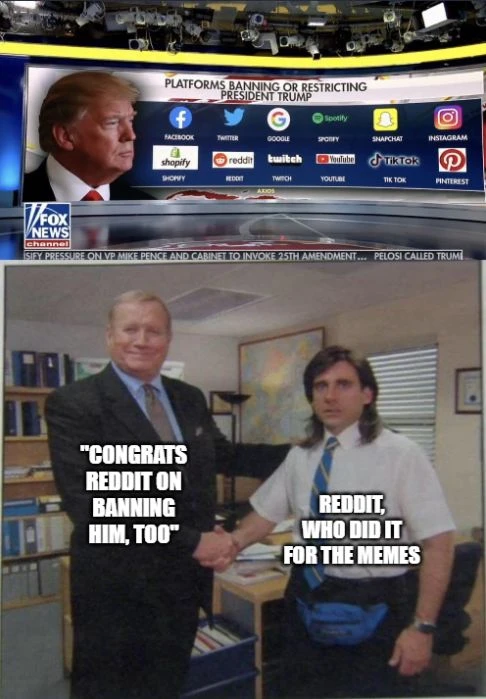 PLATFORMS BANNING OR RESTRICTING
PRESIDENT TRUMP
f
G
Spotify
FACEBOOK TWITTER GOOGLE SPOTIFY SNAPCHAT INSTAGRAM
shopify reddit twitch YouTube TikTok
SHOPIFY REDDIT TWITCH YOUTUBE TIK TOK PINTEREST
AXIOS
FOX
NEWS
channel
SIFY PRESSURE ON VP MIKE PENCE AND CABINET TO INVOKE 25TH AMENDMENT... PELOSI CALLED TRUM
"CONGRATS
REDDIT ON
BANNING
HIM, TOO"
REDDIT,
WHO DID IT
FOR THE MEMES